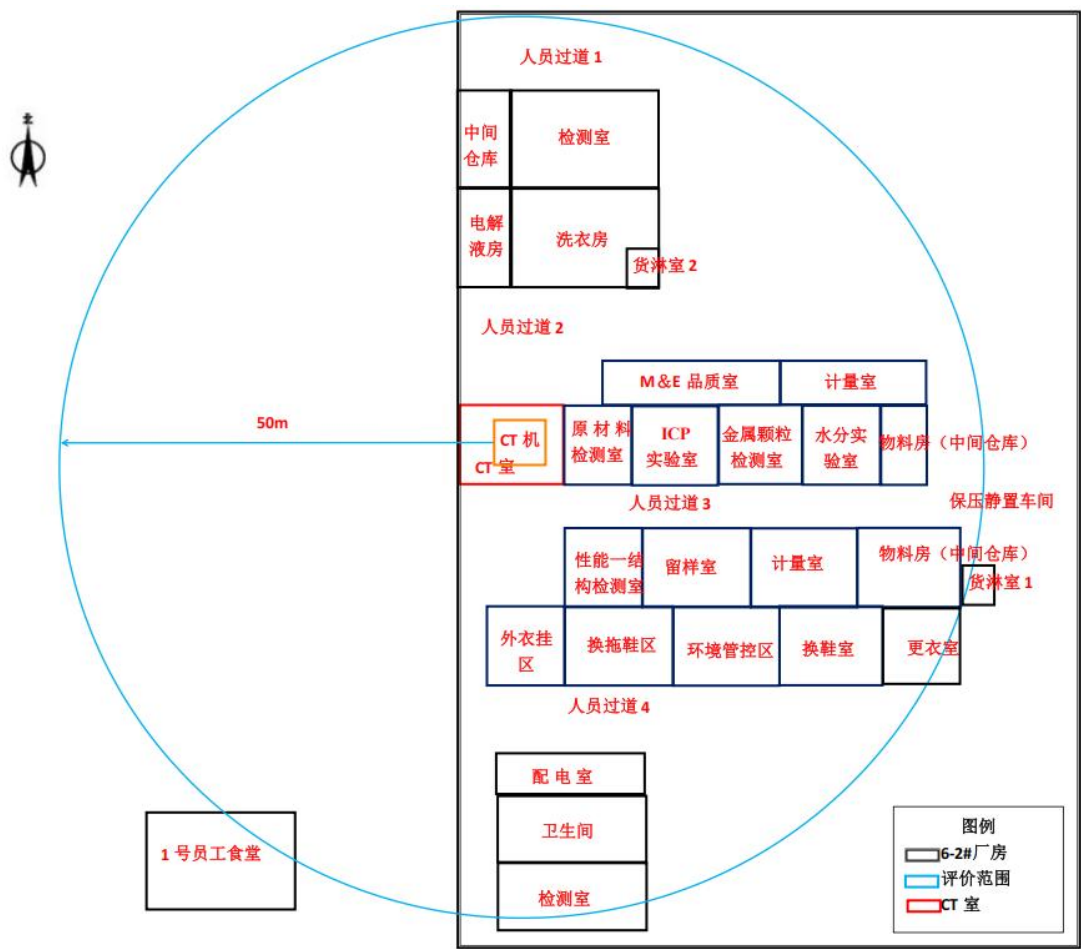 人员过道 1
北
中间
仓库
检测室
电解
液房
洗衣房
货淋室 2
人员过道 2
M&E 品质室
计量室
50m
CT 机
CT 室
原 材 料
检测室
ICP
实验室
金属颗粒
检测室
水分实
验室
物料房（中间仓库）
人员过道 3
保压静置车间
性能一结
构检测室
留样室
计量室
物料房（中间仓库）
货淋室 1
外衣挂
区
换拖鞋区
环境管控区
换鞋室
更衣室
人员过道 4
配 电 室
卫生间
检测室
1 号员工食堂
图例
6-2#厂房
评价范围
CT 室